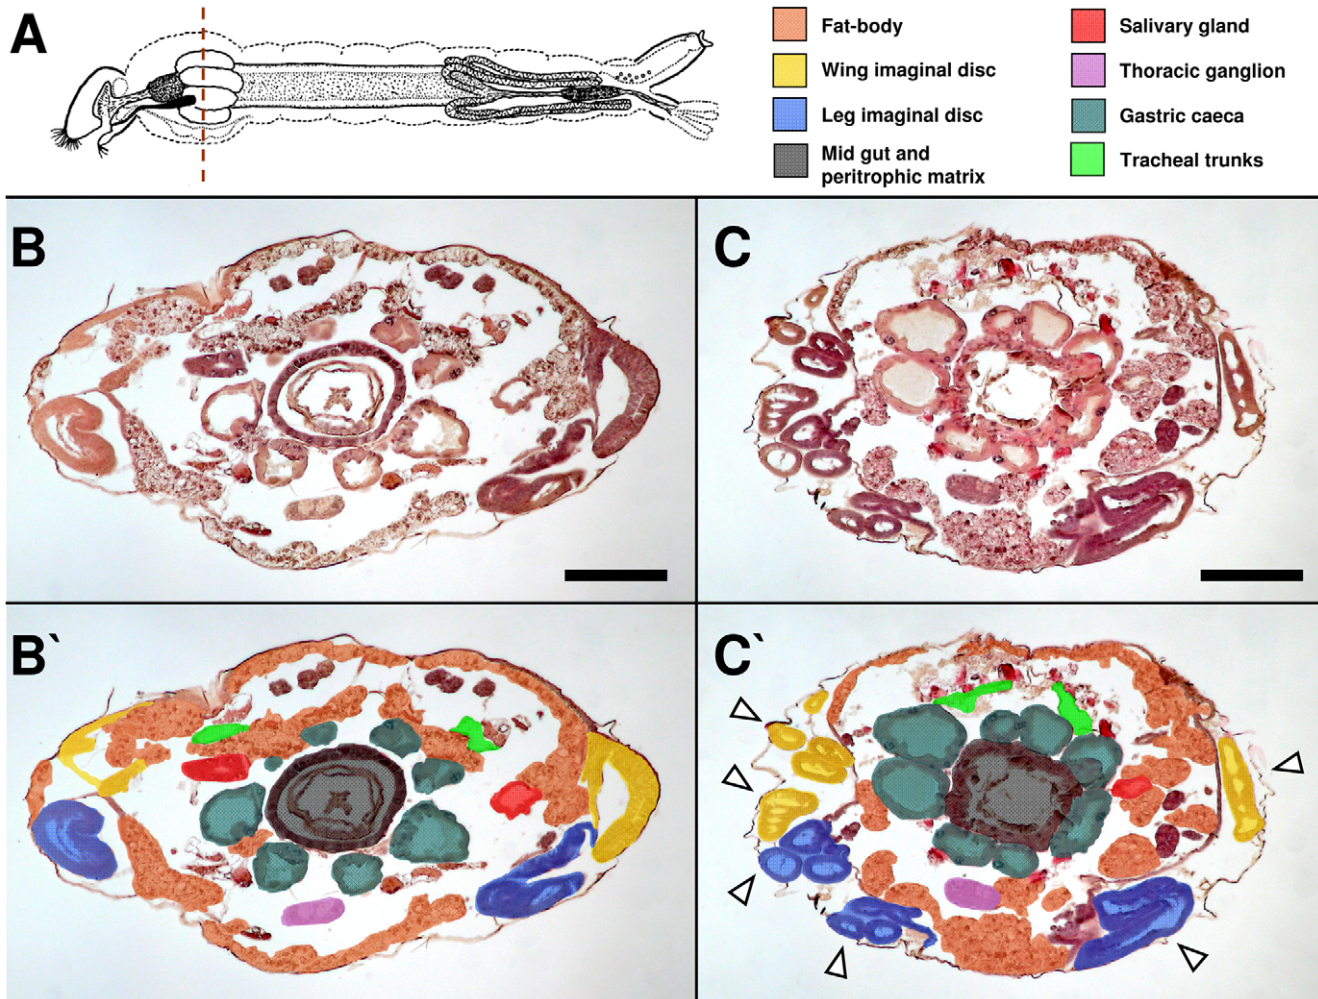 A
Fat-body
Wing imaginal disc
Leg imaginal disc
Mid gut and
peritrophic matrix
Salivary gland
Thoracic ganglion
Gastric caeca
Tracheal trunks
B
C
B`
C`